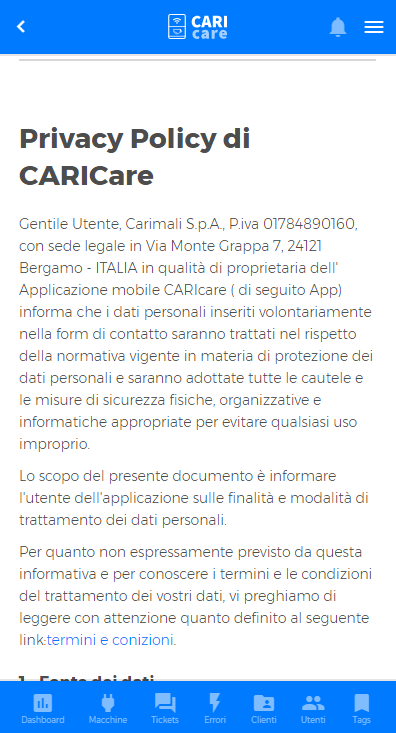 CARI
care
Privacy Policy di
CARICare
Gentile Utente, Carimali S.p.A., P.iva 01784890160,
con sede legale in Via Monte Grappa 7, 24121
Bergamo - ITALIA in qualità di proprietaria dell'
Applicazione mobile CARIcare ( di seguito App)
informa che i dati personali inseriti volontariamente
nella form di contatto saranno trattati nel rispetto
della normativa vigente in materia di protezione dei
dati personali e saranno adottate tutte le cautele e
le misure di sicurezza fisiche, organizzative e
informatiche appropriate per evitare qualsiasi uso
improprio.
Lo scopo del presente documento è informare
l'utente dell'applicazione sulle finalità e modalità di
trattamento dei dati personali.
Per quanto non espressamente previsto da questa
informativa e per conoscere i termini e le condizioni
del trattamento dei vostri dati, vi preghiamo di
leggere con attenzione quanto definito al seguente
link:termini e conizioni.
1 - Fonte dei dati
Dashboard Macchine Tickets Errori Clienti Utenti Tags